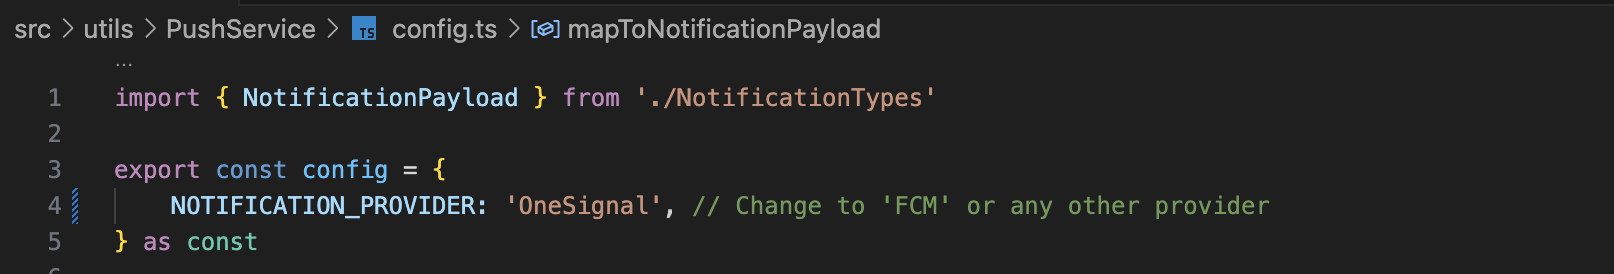 src > utils > PushService > TS config.ts > mapToNotificationPayload
...
1 import { NotificationPayload } from './NotificationTypes'
2
3 export const config = {
4 NOTIFICATION_PROVIDER: 'OneSignal', // Change to 'FCM' or any other provider
5 } as const